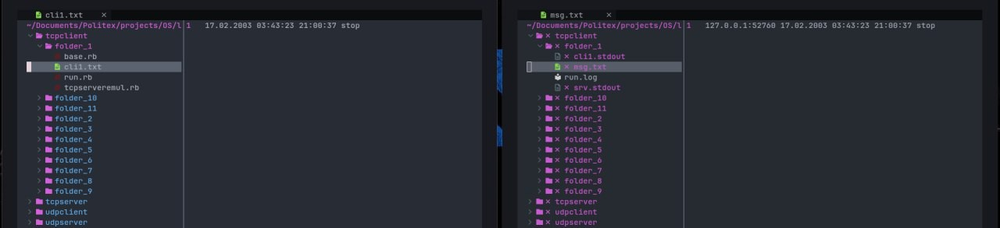 cli1.txt ×
~/Documents/Politex/projects/OS/l 1 17.02.2003 03:43:23 21:00:37 stop
tcpclient
folder_1
base.rb
cli1.txt
run.rb
tcpserveremul.rb
folder_10
folder_11
folder_2
folder_3
folder_4
folder_5
folder_6
folder_7
folder_8
folder_9
tcpserver
udpclient
udpserver
msg.txt ×
~/Documents/Politex/projects/OS/l 1 127.0.0.1:52760 17.02.2003 03:43:23 21:00:37 stop
× tcpclient
× folder_1
× cli1.stdout
× msg.txt
run.log
× srv.stdout
× folder_10
× folder_11
× folder_2
× folder_3
× folder_4
× folder_5
× folder_6
× folder_7
× folder_8
× folder_9
× tcpserver
× udpclient
× udpserver